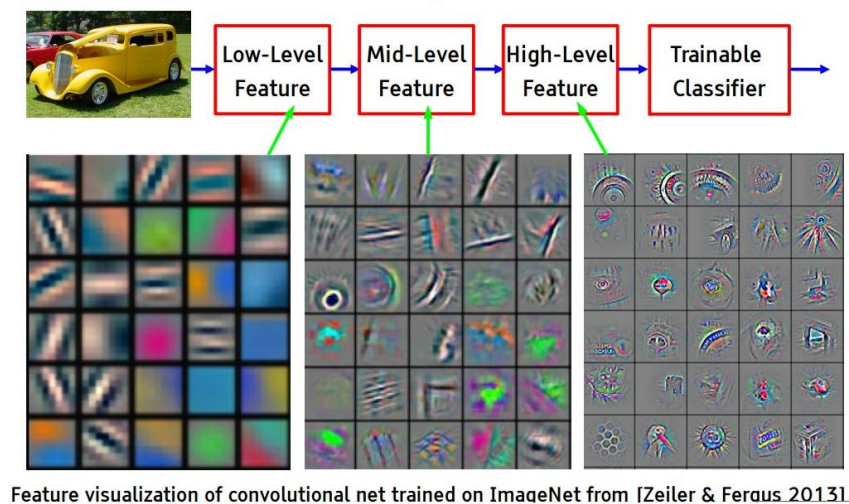 Low-Level
Feature
Mid-Level
Feature
High-Level
Feature
Trainable
Classifier
Feature visualization of convolutional net trained on ImageNet from [Zeiler & Fergus 2013]